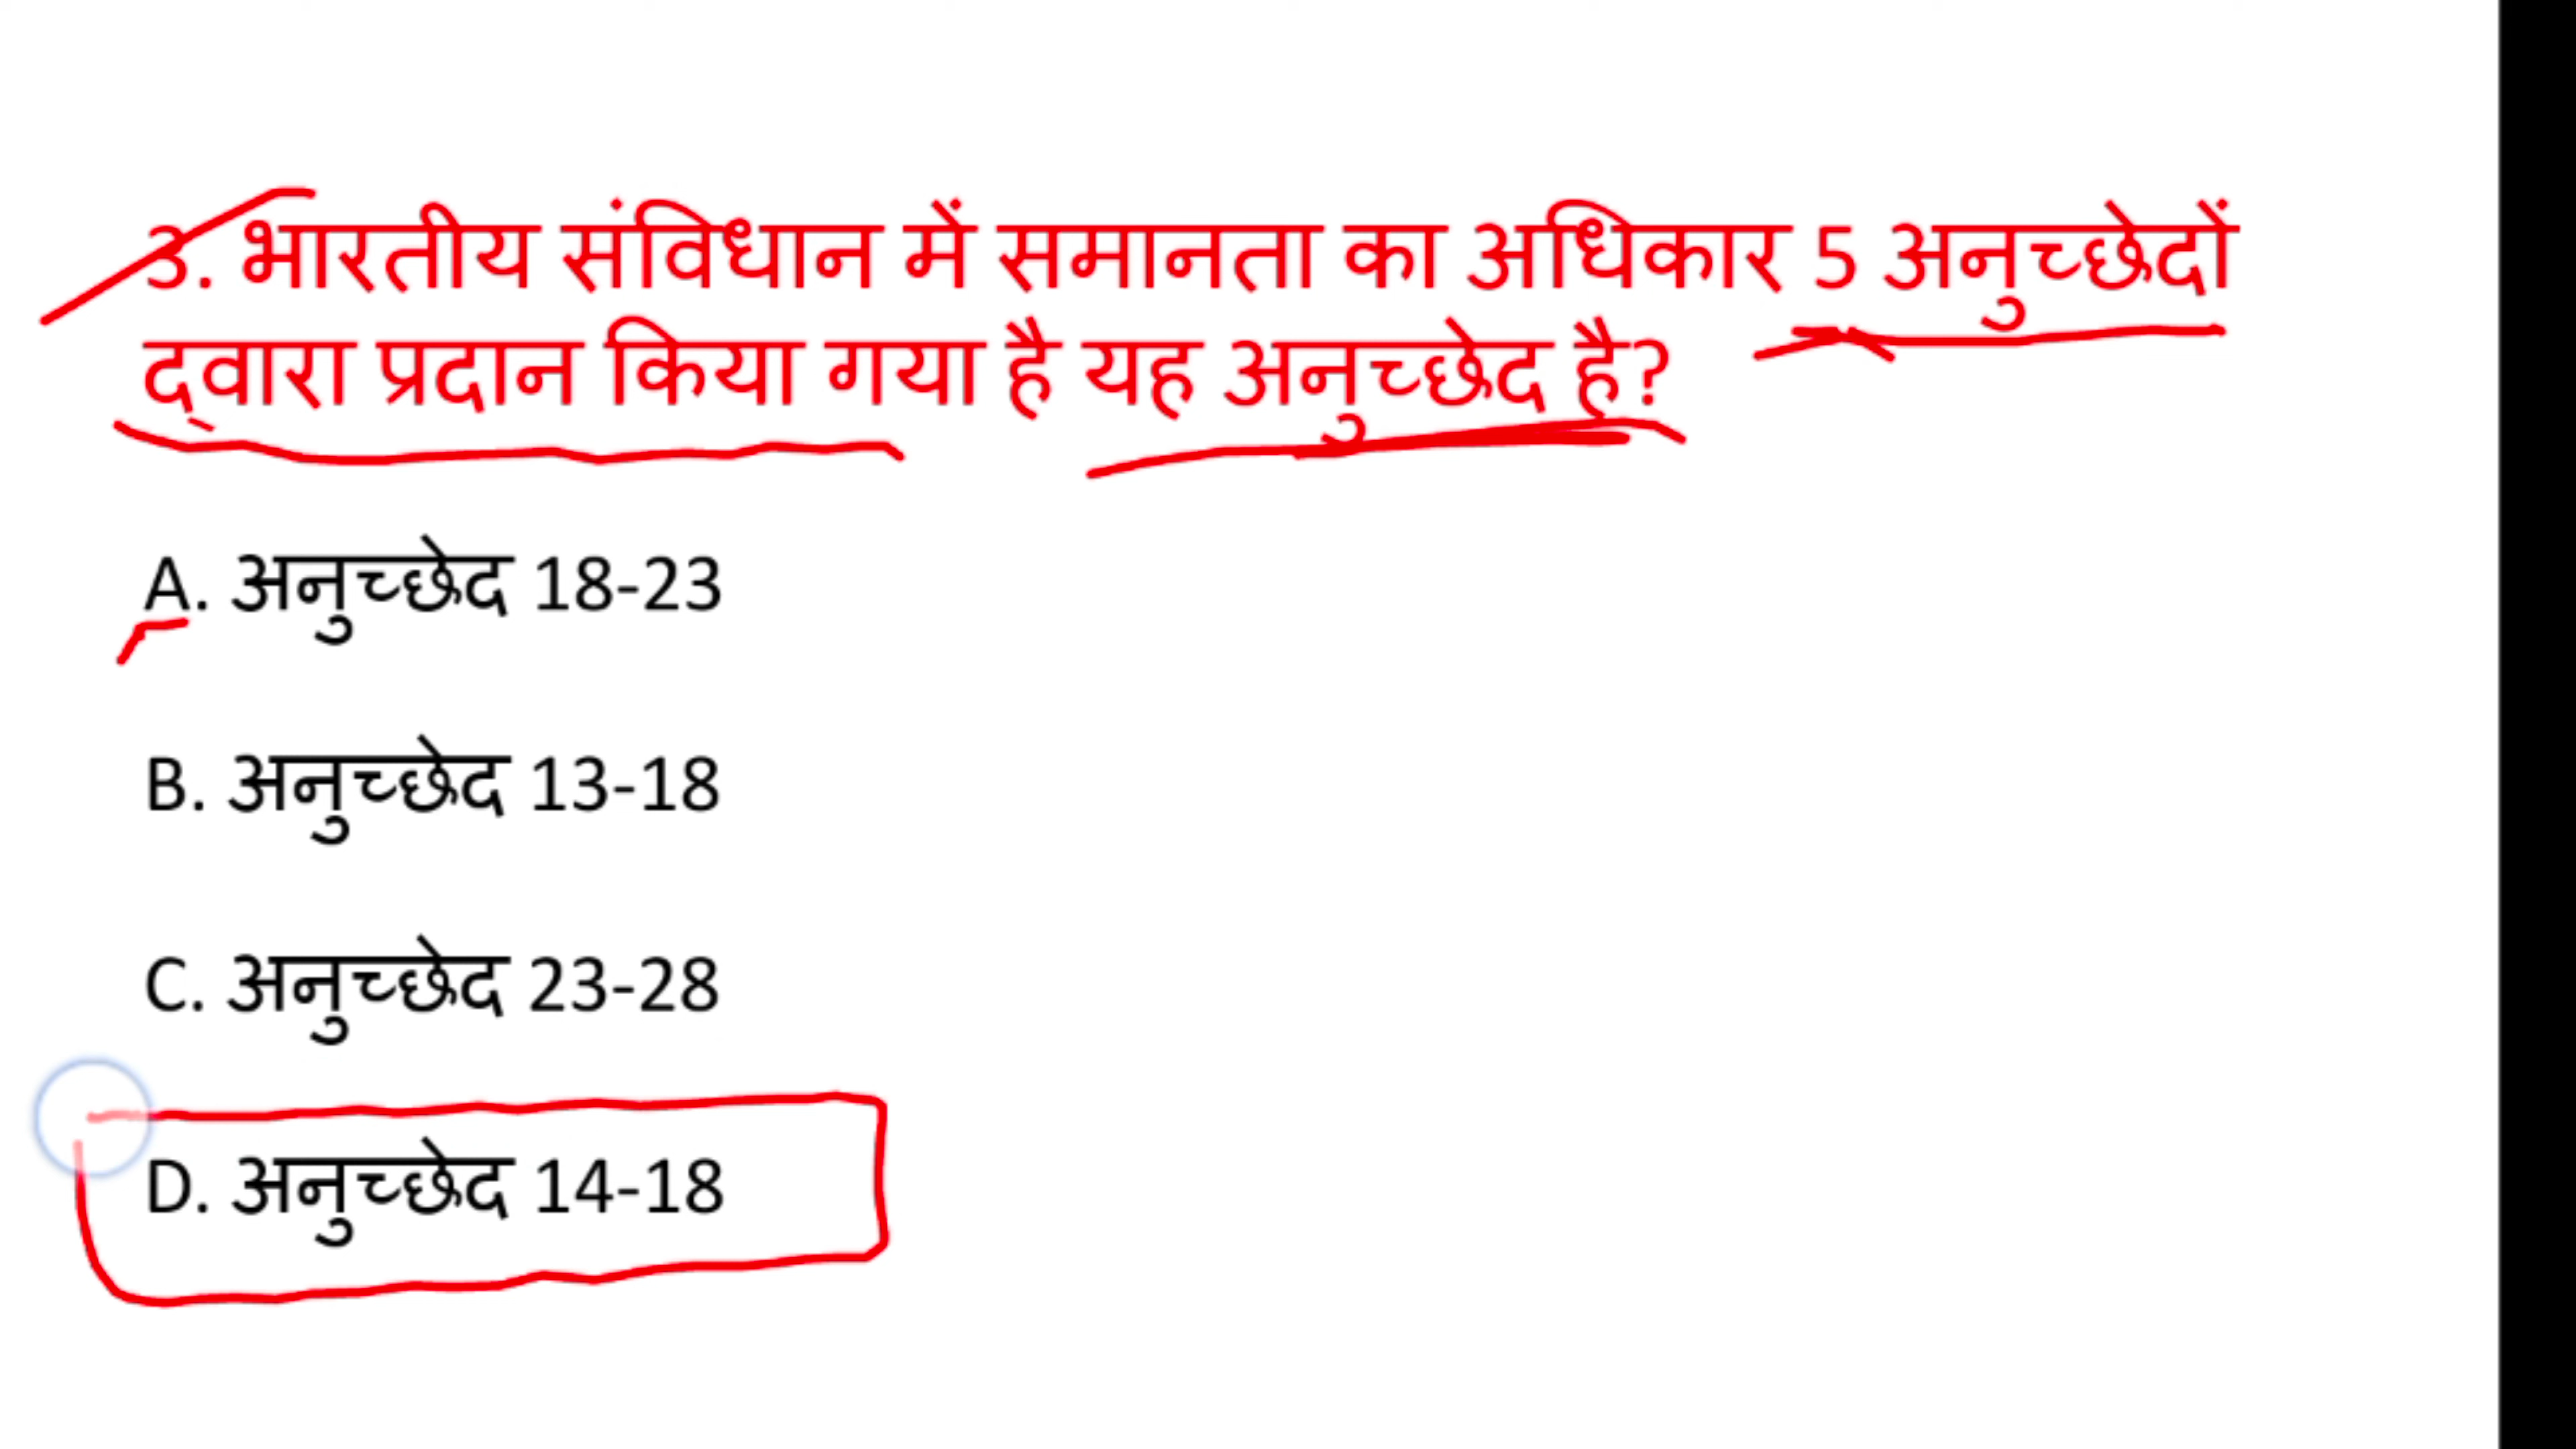 3. भारतीय संविधान में समानता का अधिकार 5 अनुच्छेदों
द्वारा प्रदान किया गया है यह अनुच्छेद है?
A. अनुच्छेद 18-23
B. अनुच्छेद 13-18
C. अनुच्छेद 23-28
D. अनुच्छेद 14-18